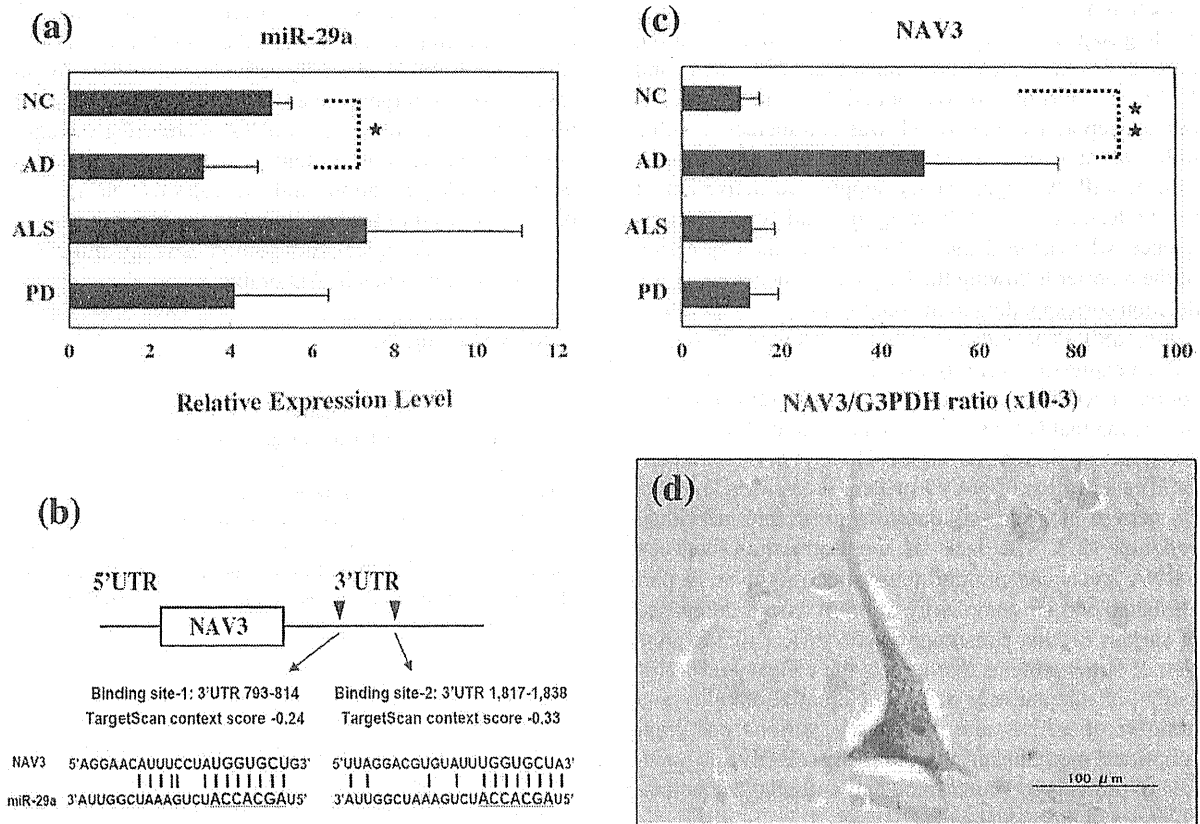 (a)
miR-29a
NC
AD
ALS
PD
*
0 2 4 6 8 10 12
Relative Expression Level
(c)
NAV3
NC
AD
ALS
PD
**
0 20 40 60 80 100
NAV3/G3PDH ratio (x10-3)
(b)
5'UTR 3'UTR
NAV3
Binding site-1: 3'UTR 793-814
TargetScan context score -0.24
Binding site-2: 3'UTR 1,817-1,838
TargetScan context score -0.33
NAV3 5'AGGAACAUUUCCUAUGGUGCUG3' 5'UUAGGACGUGUAUUUGGUGCUA3'
miR-29a 3'AUUGGCUAAAGUCUACCACGAU5' 3'AUUGGCUAAAGUCUACCACGAU5'
(d)
100 μm